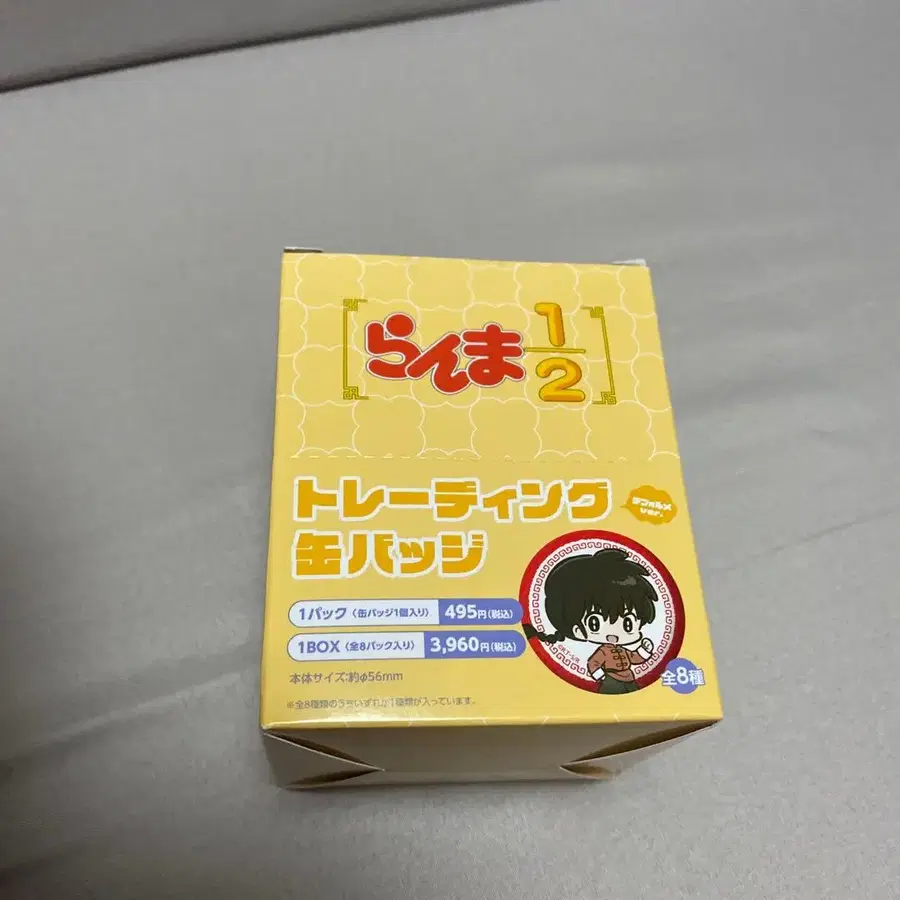 らんま1/2
トレーディング
缶バッジ
デフォルメ
ver.
1パック〈缶バッジ1個入り〉 495円(税込)
1BOX〈全8パック入り〉 3,960円(税込)
本体サイズ:約φ56mm
全8種
※全8種類のうちいずれか1種類が入っています。